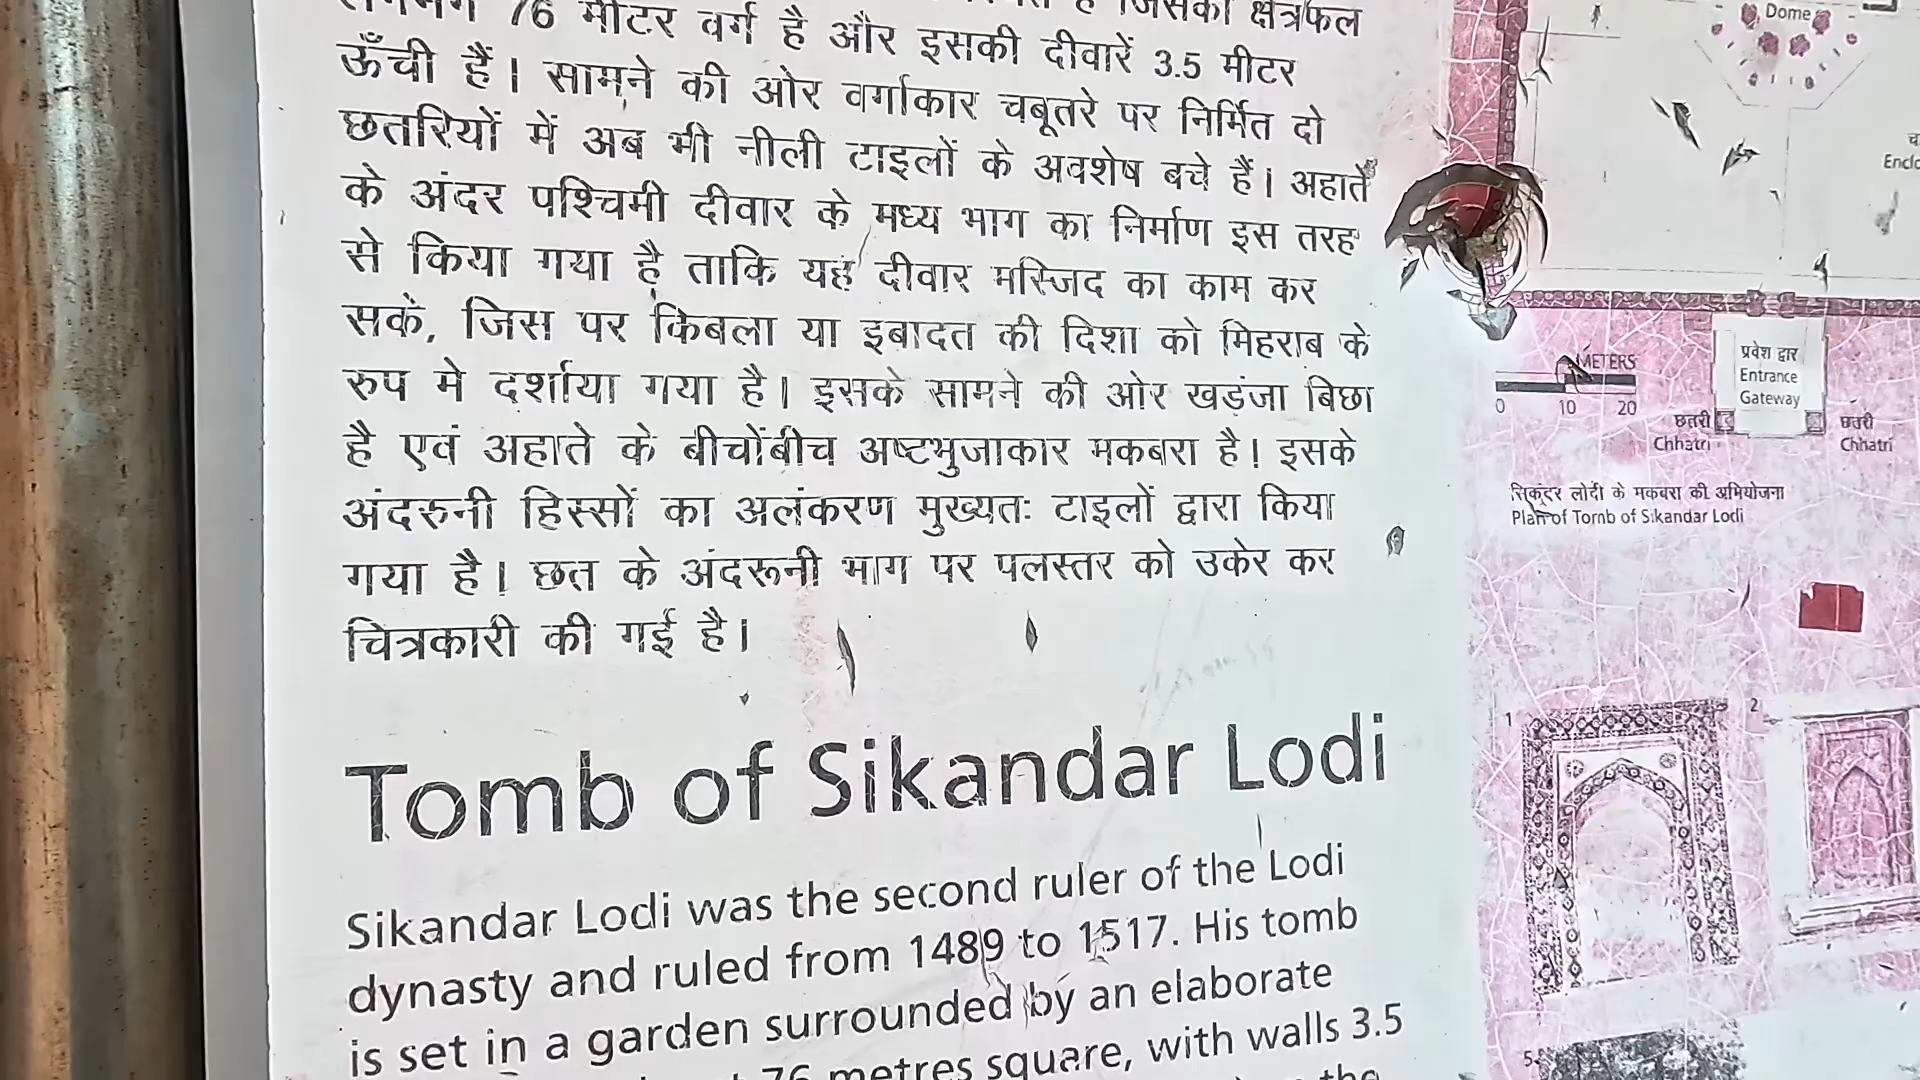 76 मीटर वर्ग है और इसकी दीवारें 3.5 मीटर
ऊँची हैं। सामने की ओर वर्गाकार चबूतरे पर निर्मित दो
छतरियों में अब भी नीली टाइलों के अवशेष बचे हैं। अहाते
के अंदर पश्चिमी दीवार के मध्य भाग का निर्माण इस तरह
से किया गया है ताकि यह दीवार मस्जिद का काम कर
सकें, जिस पर किबला या इबादत की दिशा को मिहराब के
रुप मे दर्शाया गया है। इसके सामने की ओर खड़ंजा बिछा
है एवं अहाते के बीचोंबीच अष्टभुजाकार मकबरा है। इसके
अंदरुनी हिस्सों का अलंकरण मुख्यतः टाइलों द्वारा किया
गया है। छत के अंदरूनी भाग पर पलस्तर को उकेर कर
चित्रकारी की गई है।
Tomb of Sikandar Lodi
Sikandar Lodi was the second ruler of the Lodi
dynasty and ruled from 1489 to 1517. His tomb
is set in a garden surrounded by an elaborate
76 metres square, with walls 3.5
the
Dome
METERS
0 10 20
प्रवेश द्वार
Entrance
Gateway
छतरी
Chhatri
छतरी
Chhatri
सिकंदर लोदी के मकबरा की अभियोजना
Plan of Tomb of Sikandar Lodi
1
2
5